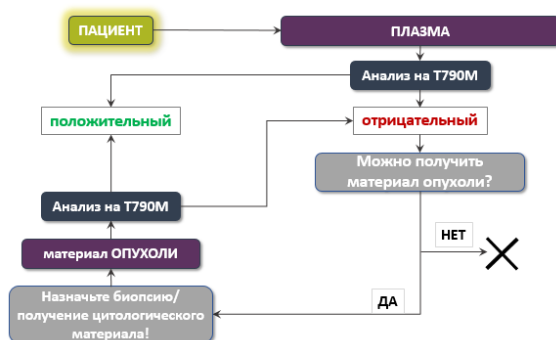 ПАЦИЕНТ
ПЛАЗМА
Анализ на T790M
положительный
отрицательный
Можно получить
материал опухоли?
Анализ на T790M
НЕТ
материал ОПУХОЛИ
ДА
Назначьте биопсию/
получение цитологического
материала!